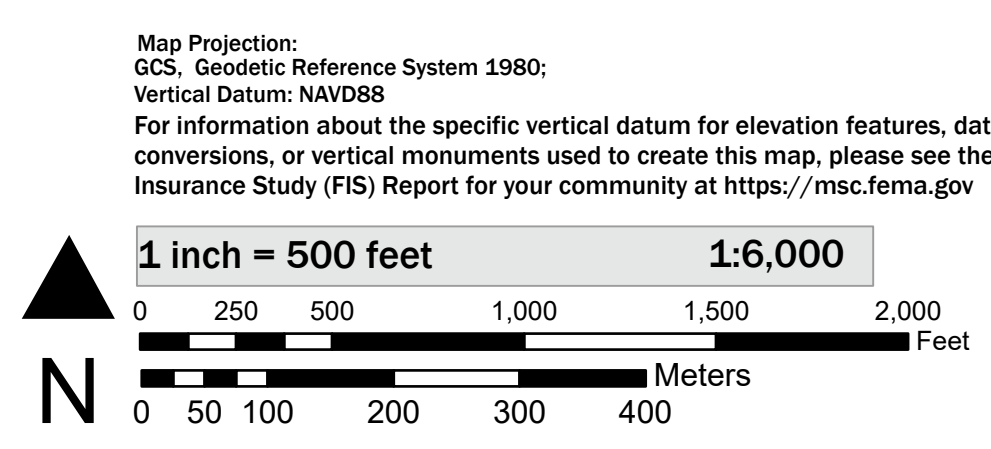 Map Projection:
GCS, Geodetic Reference System 1980;
Vertical Datum: NAVD88
For information about the specific vertical datum for elevation features, dat
conversions, or vertical monuments used to create this map, please see the
Insurance Study (FIS) Report for your community at https://msc.fema.gov
1 inch = 500 feet 1:6,000
0 250 500 1,000 1,500 2,000
Feet
Meters
N
0 50 100 200 300 400